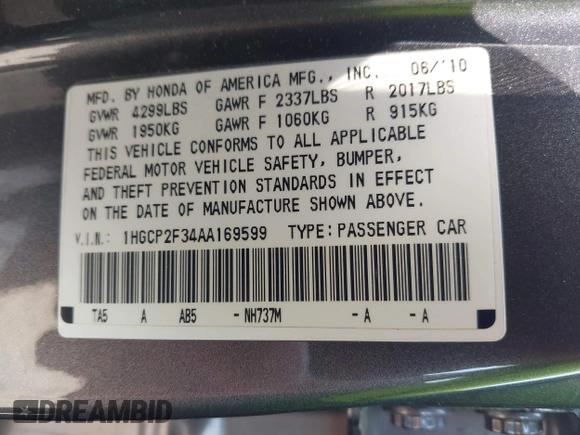 MFD. BY HONDA OF AMERICA MFG., INC. 06/'10
GVWR 4299LBS GAWR F 2337LBS R 2017LBS
GVWR 1950KG GAWR F 1060KG R 915KG
THIS VEHICLE CONFORMS TO ALL APPLICABLE
FEDERAL MOTOR VEHICLE SAFETY, BUMPER,
AND THEFT PREVENTION STANDARDS IN EFFECT
ON THE DATE OF MANUFACTURE SHOWN ABOVE.
V.I.N.: 1HGCP2F34AA169599 TYPE:PASSENGER CAR
TA5 A AB5 -NH737M -A -A
DREAMBID